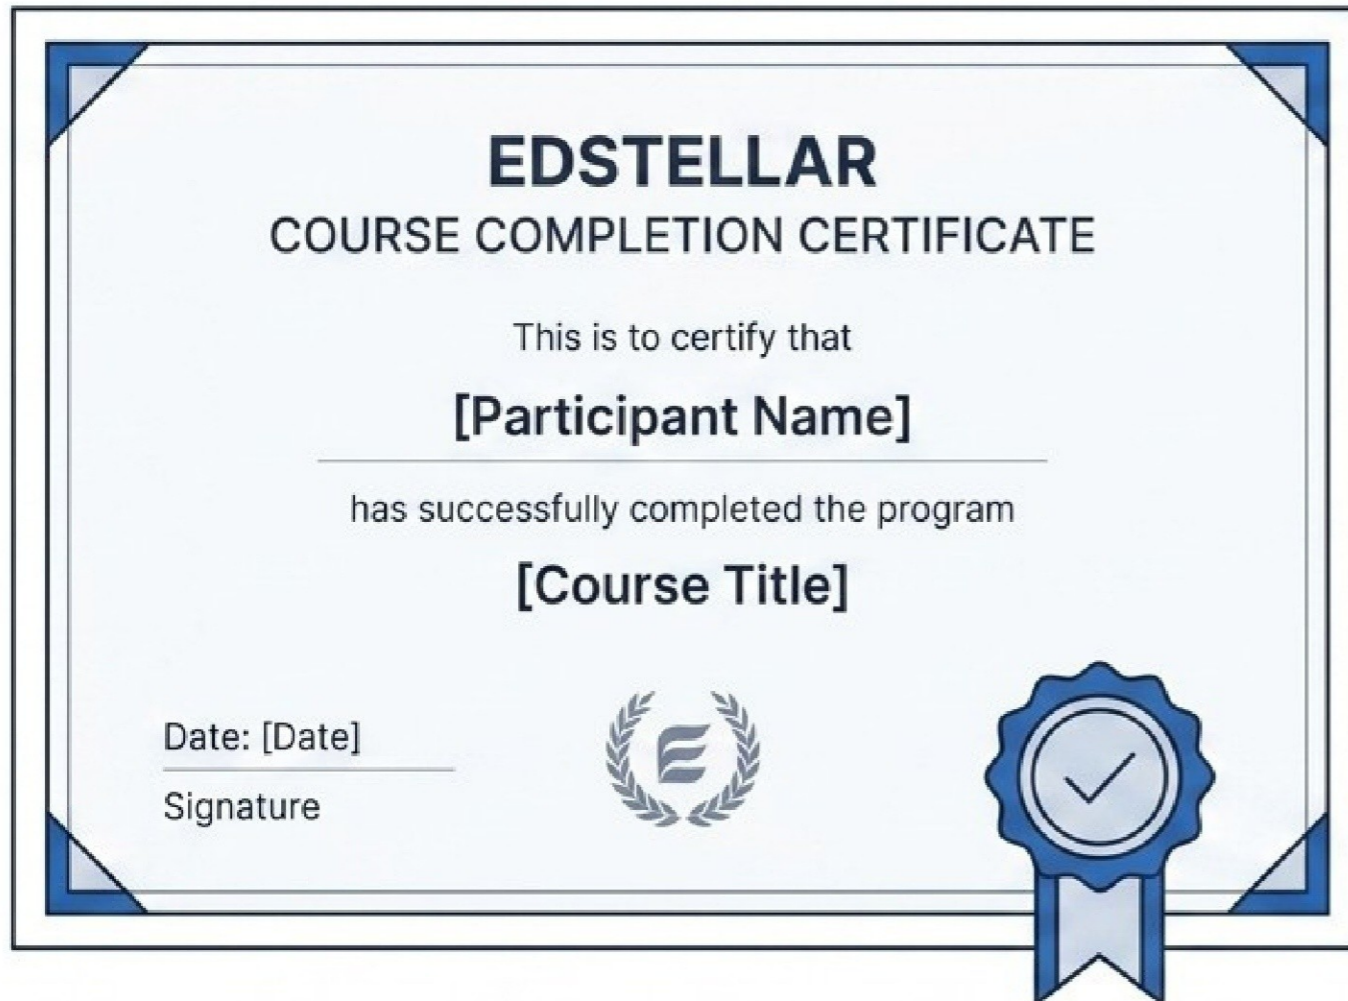 EDSTELLAR
COURSE COMPLETION CERTIFICATE
This is to certify that
[Participant Name]
has successfully completed the program
[Course Title]
Date: [Date]
Signature
E